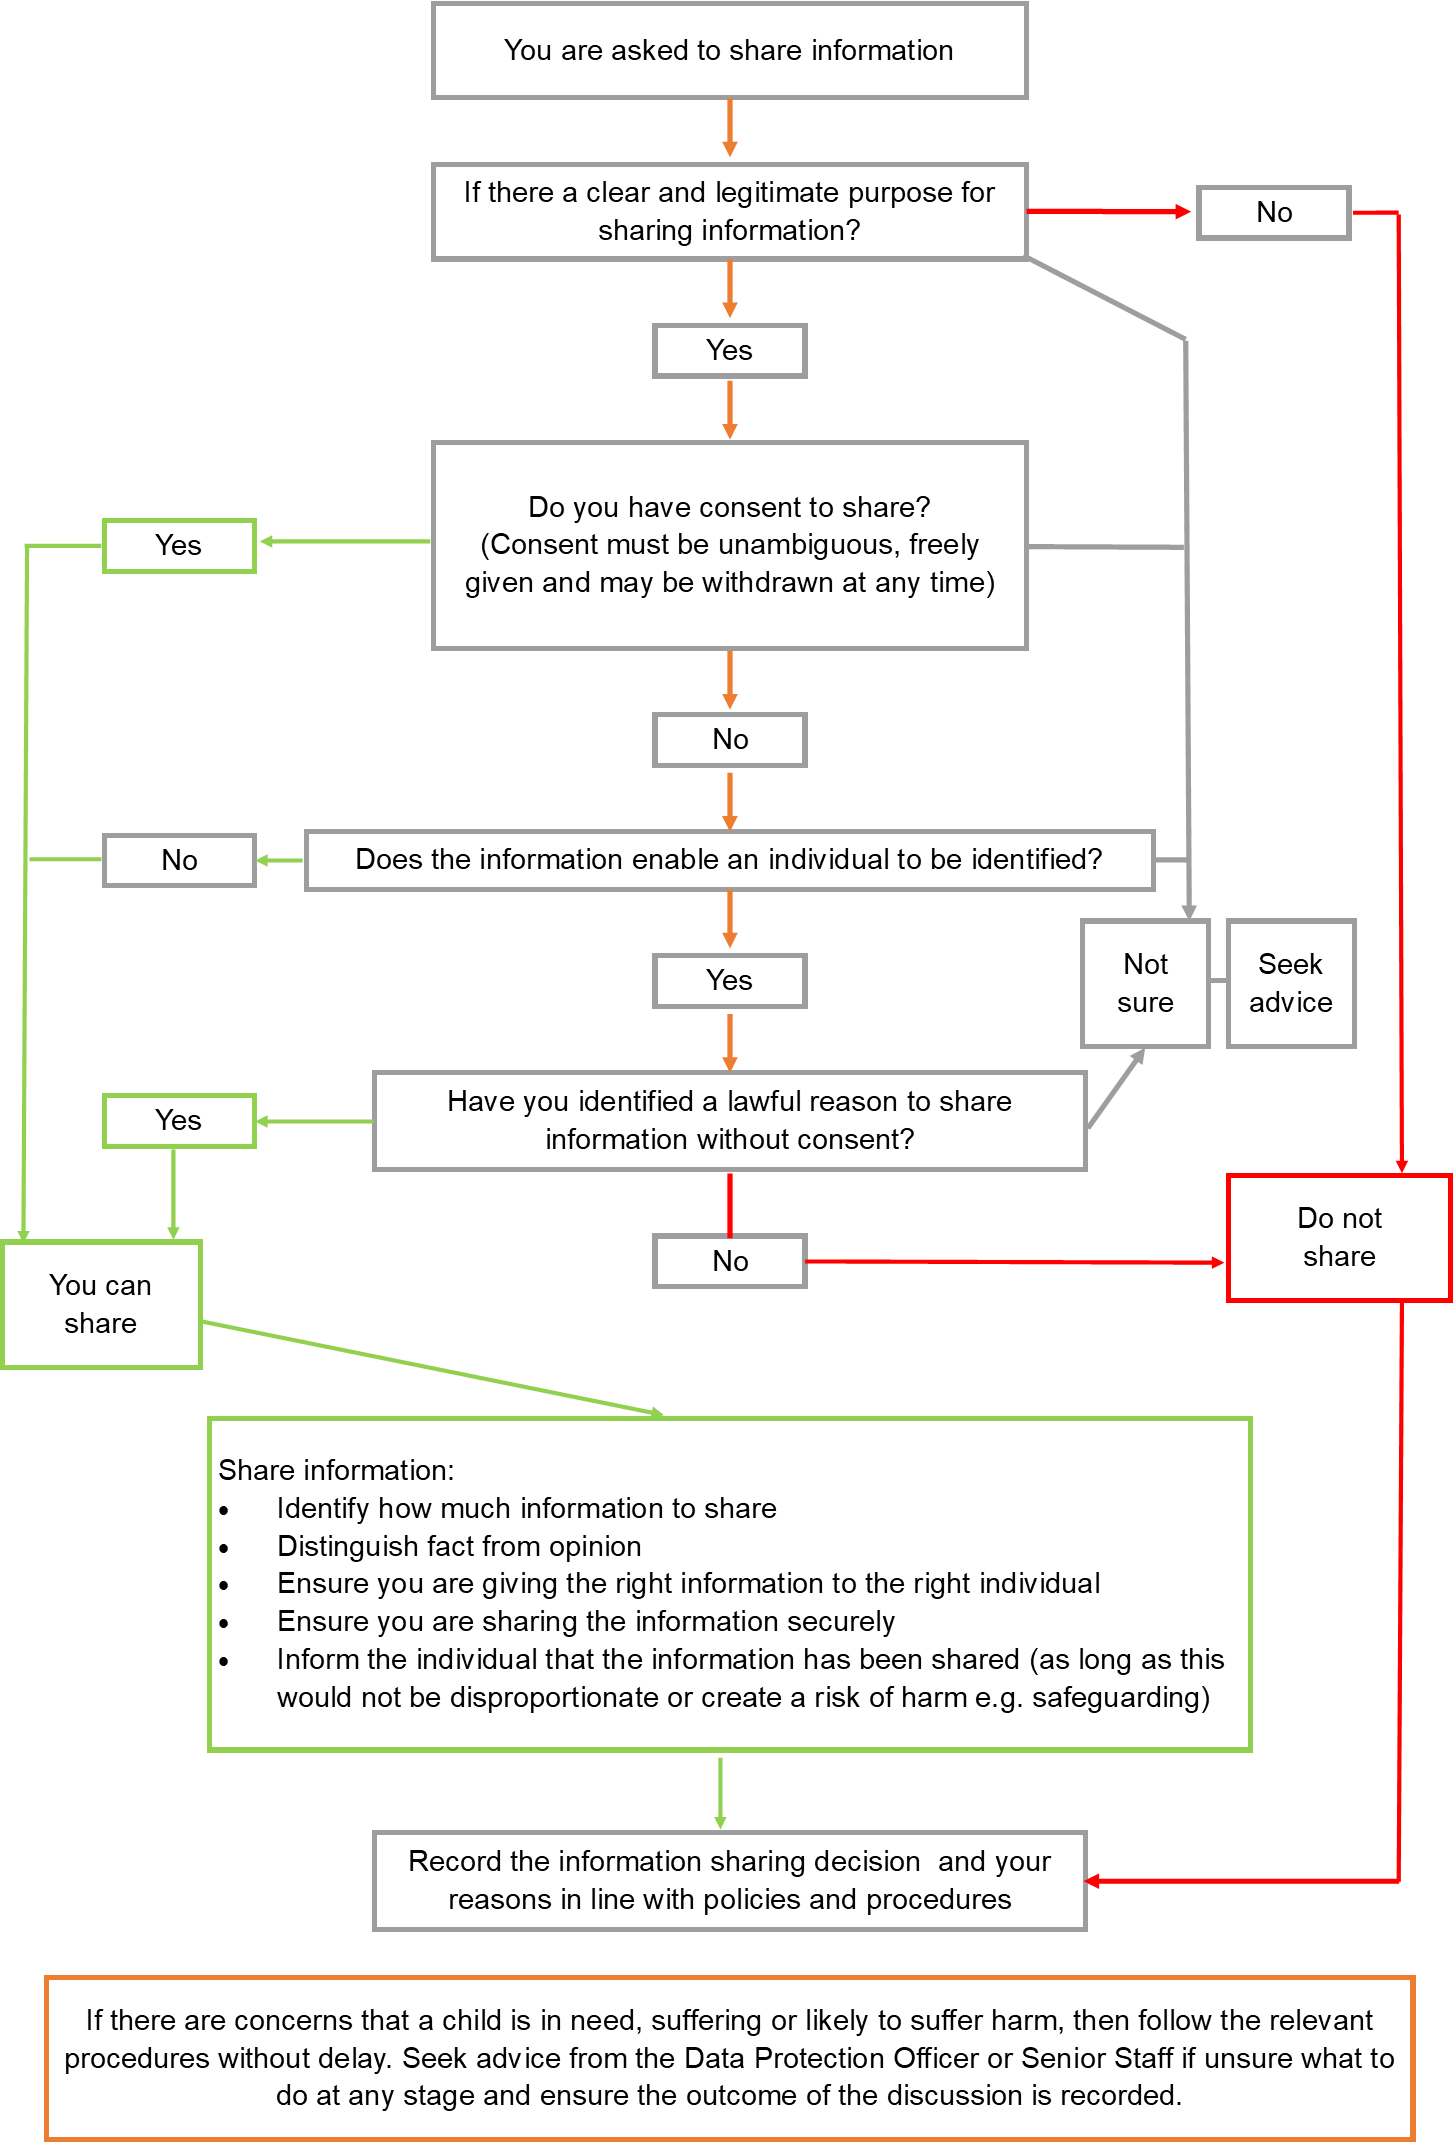 You are asked to share information
If there a clear and legitimate purpose for
sharing information?
No
Yes
Do you have consent to share?
(Consent must be unambiguous, freely
given and may be withdrawn at any time)
Yes
No
Does the information enable an individual to be identified?
No
Yes
Not
sure
Seek
advice
Have you identified a lawful reason to share
information without consent?
Yes
No
Do not
share
You can
share
Share information:
• Identify how much information to share
• Distinguish fact from opinion
• Ensure you are giving the right information to the right individual
• Ensure you are sharing the information securely
• Inform the individual that the information has been shared (as long as this
would not be disproportionate or create a risk of harm e.g. safeguarding)
Record the information sharing decision  and your
reasons in line with policies and procedures
If there are concerns that a child is in need, suffering or likely to suffer harm, then follow the relevant
procedures without delay. Seek advice from the Data Protection Officer or Senior Staff if unsure what to
do at any stage and ensure the outcome of the discussion is recorded.